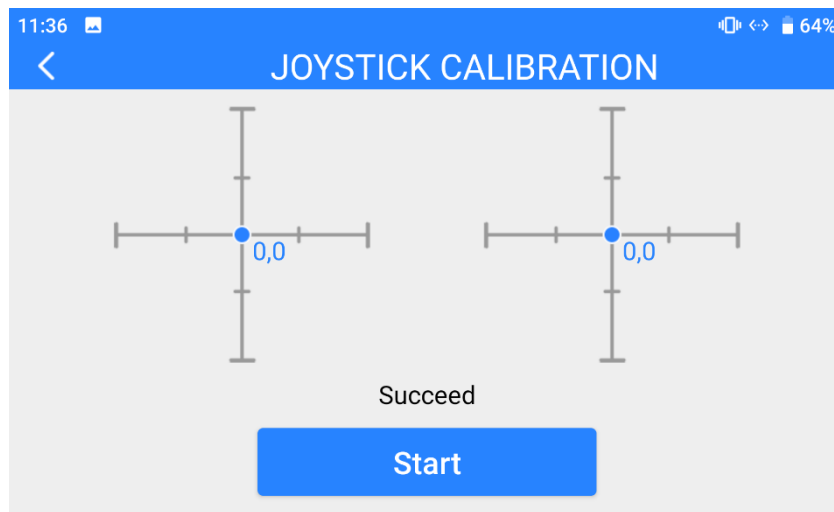 11:36 64%
JOYSTICK CALIBRATION
0,0 0,0
Succeed
Start